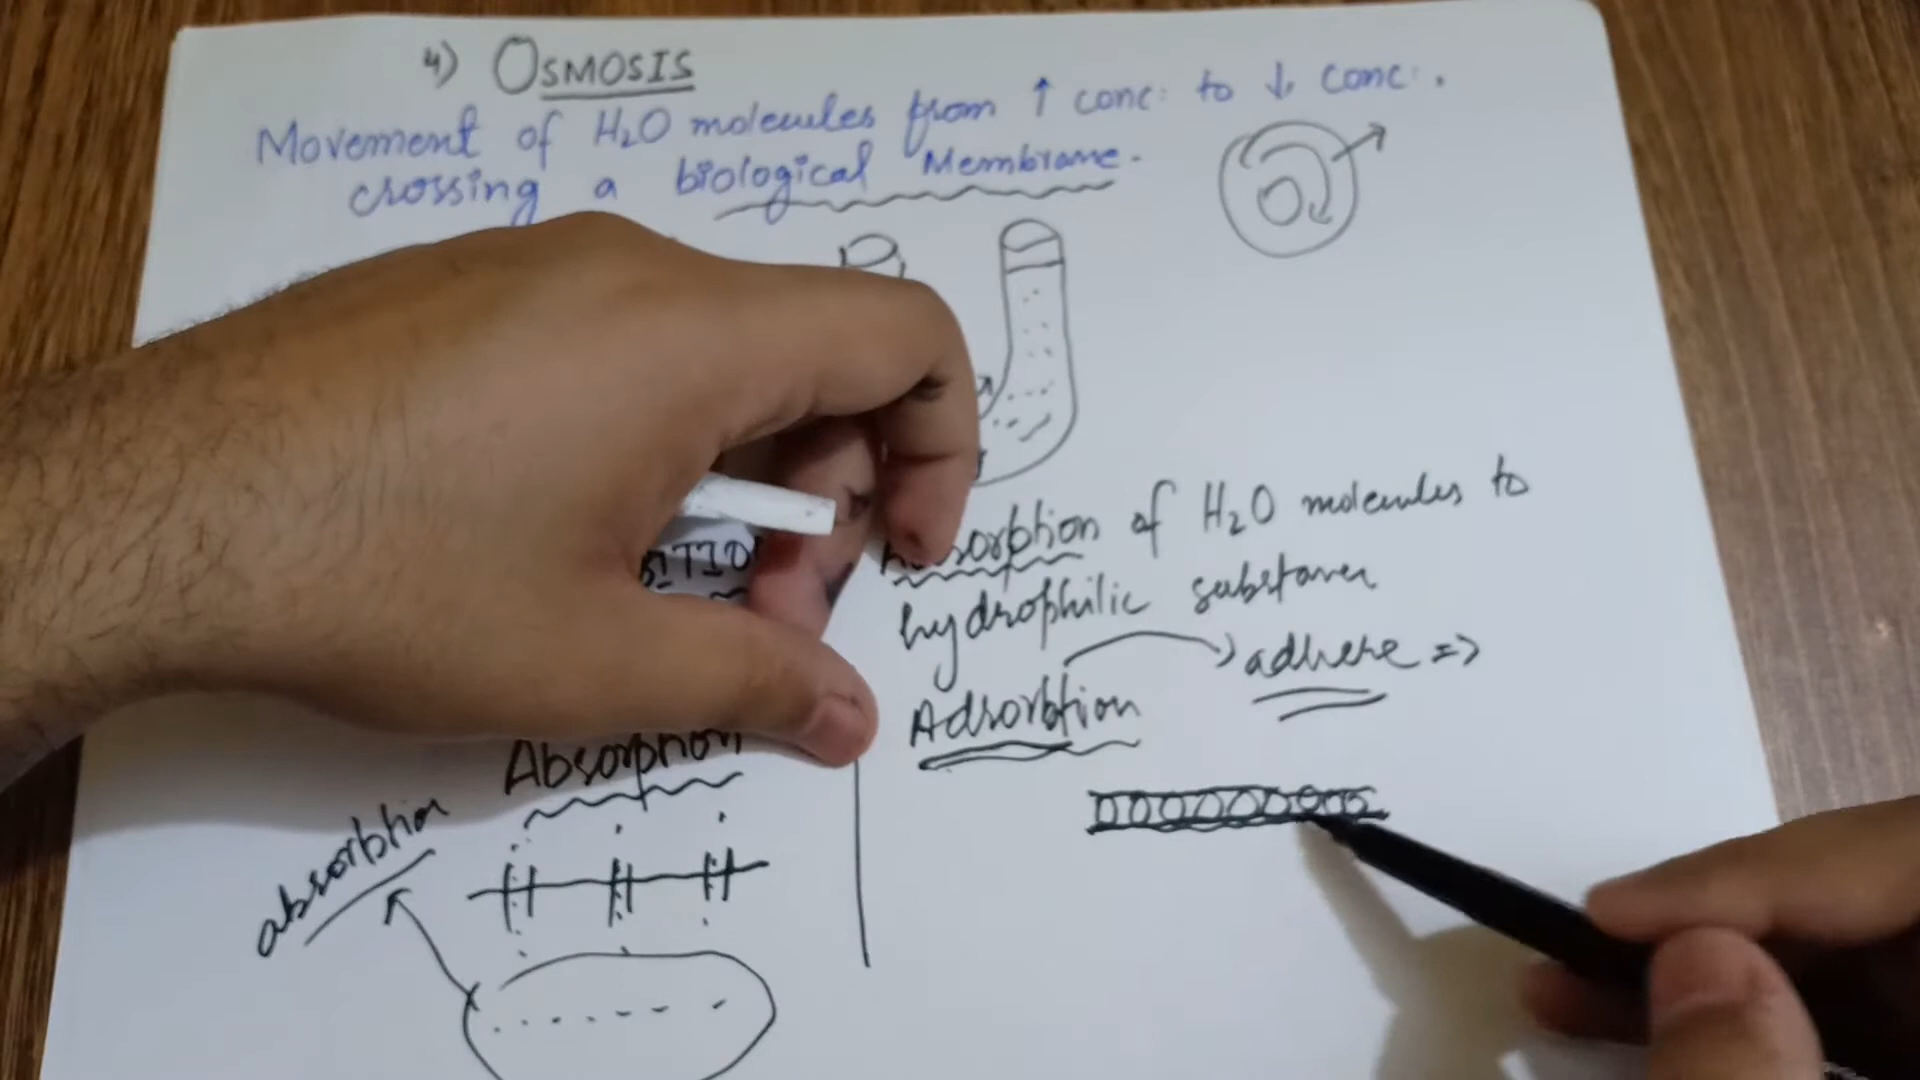 4) OSMOSIS
Movement of H₂O molecules from ↑ conc: to ↓ conc:.
crossing a biological Membrane.
Adsorption of H₂O molecules to
hydrophilic substance
adhere =>
Adsorbtion
Absorption
absorbtion